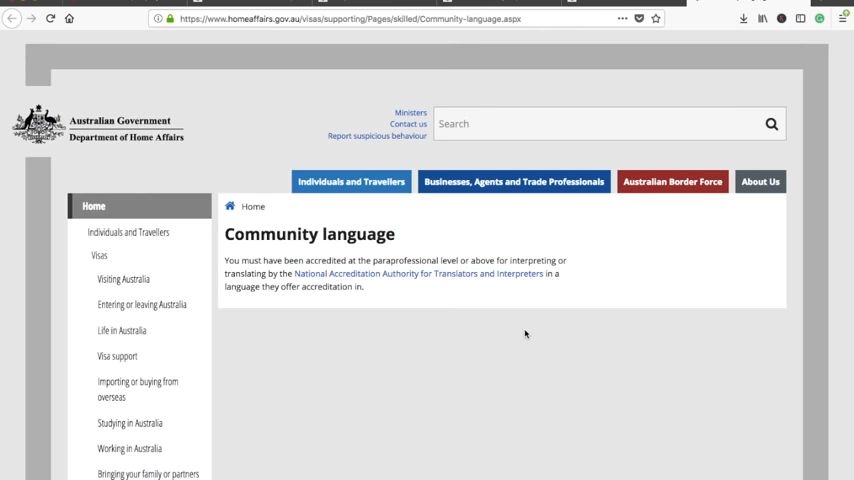 https://www.homeaffairs.gov.au/visas/supporting/Pages/skilled/Community-language.aspx
Australian Government
Department of Home Affairs
Ministers
Contact us
Report suspicious behaviour
Search
Individuals and Travellers
Businesses, Agents and Trade Professionals
Australian Border Force
About Us
Home
Individuals and Travellers
Visas
Visiting Australia
Entering or leaving Australia
Life in Australia
Visa support
Importing or buying from
overseas
Studying in Australia
Working in Australia
Bringing your family or partners
Home
Community language
You must have been accredited at the paraprofessional level or above for interpreting or
translating by the National Accreditation Authority for Translators and Interpreters in a
language they offer accreditation in.